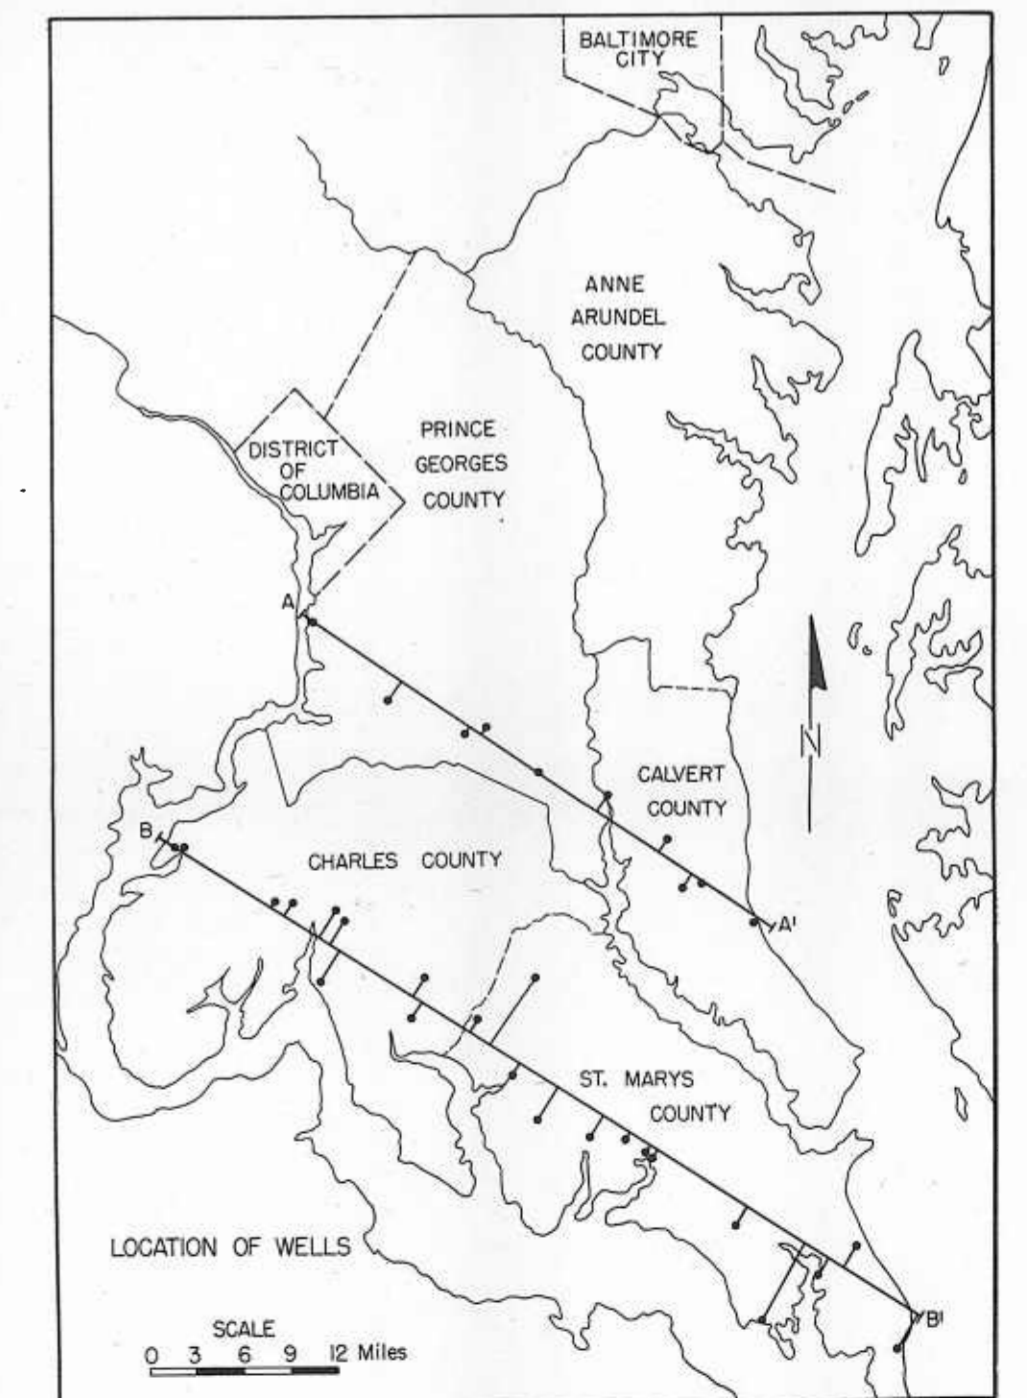 BALTIMORE
CITY
ANNE
ARUNDEL
COUNTY
PRINCE
GEORGES
COUNTY
DISTRICT
OF
COLUMBIA
A
N
CALVERT
COUNTY
B
CHARLES COUNTY
A'
ST. MARYS
COUNTY
LOCATION OF WELLS
B'
SCALE
0 3 6 9 12 Miles